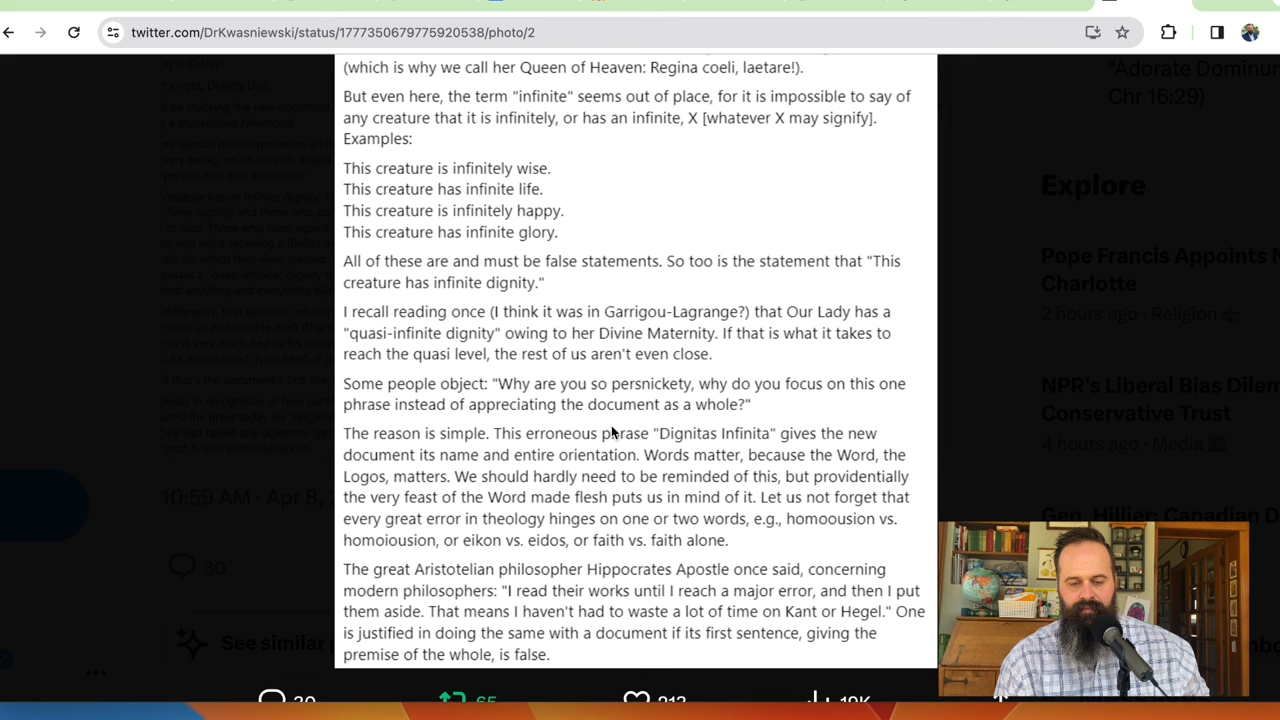 twitter.com/DrKwasniewski/status/1777350679775920538/photo/2
(which is why we call her Queen of Heaven: Regina coeli, laetare!).
But even here, the term "infinite" seems out of place, for it is impossible to say of
any creature that it is infinitely, or has an infinite, X [whatever X may signify].
Examples:
This creature is infinitely wise.
This creature has infinite life.
This creature is infinitely happy.
This creature has infinite glory.
All of these are and must be false statements. So too is the statement that "This
creature has infinite dignity."
I recall reading once (I think it was in Garrigou-Lagrange?) that Our Lady has a
"quasi-infinite dignity" owing to her Divine Maternity. If that is what it takes to
reach the quasi level, the rest of us aren't even close.
Some people object: "Why are you so persnickety, why do you focus on this one
phrase instead of appreciating the document as a whole?"
The reason is simple. This erroneous phrase "Dignitas Infinita" gives the new
document its name and entire orientation. Words matter, because the Word, the
Logos, matters. We should hardly need to be reminded of this, but providentially
the very feast of the Word made flesh puts us in mind of it. Let us not forget that
every great error in theology hinges on one or two words, e.g., homoousion vs.
homoiousion, or eikon vs. eidos, or faith vs. faith alone.
The great Aristotelian philosopher Hippocrates Apostle once said, concerning
modern philosophers: "I read their works until I reach a major error, and then I put
them aside. That means I haven't had to waste a lot of time on Kant or Hegel." One
is justified in doing the same with a document if its first sentence, giving the
premise of the whole, is false.
10:59 AM · Apr 8, 
30
See similar
30
65
213
19K
"Adorate Dominum
Chr 16:29)
Explore
Pope Francis Appoints
Charlotte
2 hours ago · Religion
NPR's Liberal Bias
Conservative Trust
4 hours ago · Media
Gen. Hillier: Canadian